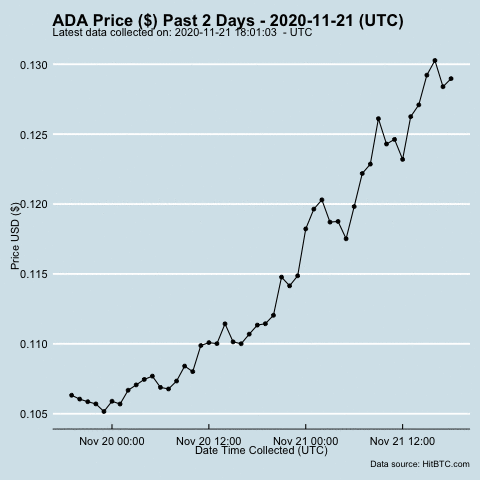 ADA Price ($) Past 2 Days - 2020-11-21 (UTC)
Latest data collected on: 2020-11-21 18:01:03  - UTC
0.130
0.125
0.120
0.115
0.110
0.105
Price USD ($)
Nov 20 00:00
Nov 20 12:00
Nov 21 00:00
Nov 21 12:00
Date Time Collected (UTC)
Data source: HitBTC.com